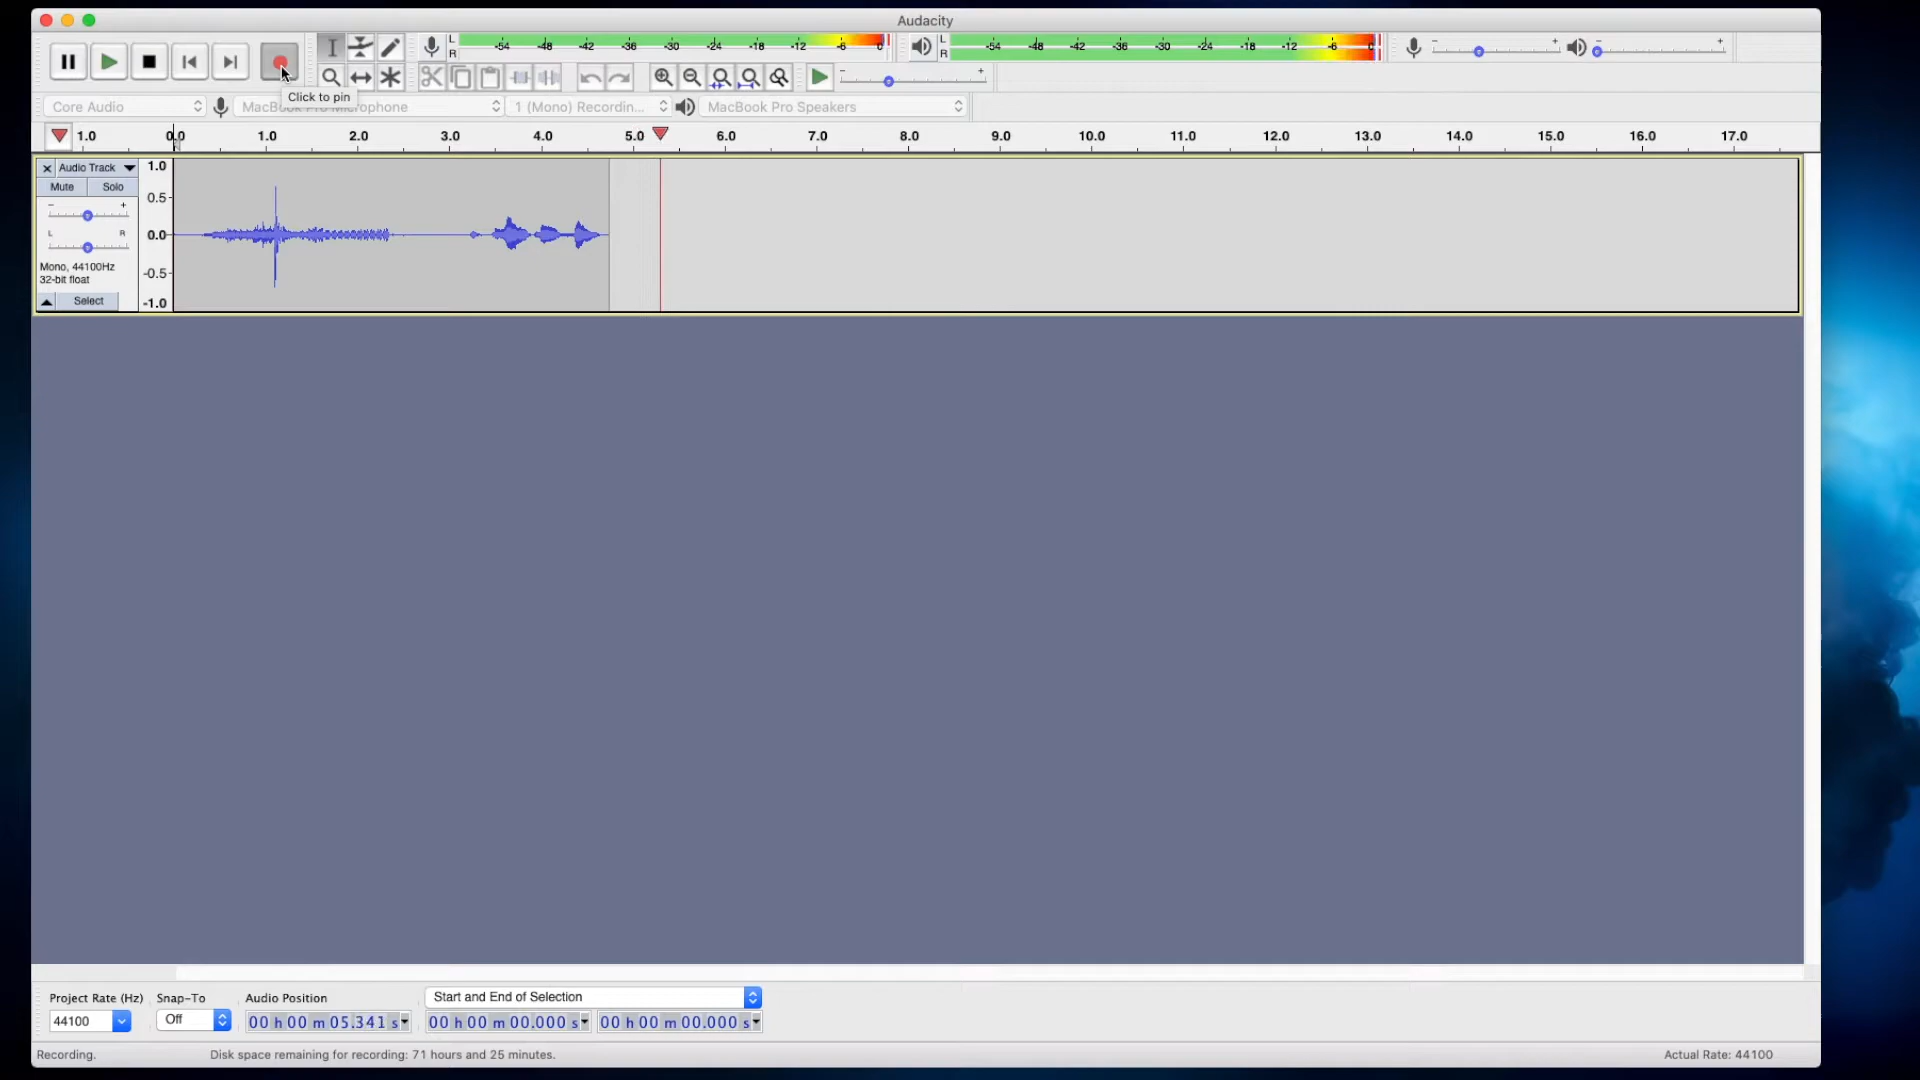 Audacity
L -54 -48 -42 -36 -30 -24 -18 -12 -6 0
R
L -54 -48 -42 -36 -30 -24 -18 -12 -6 0
R
- +
- +
- +
Click to pin
Core Audio
1 (Mono) Recordin...
MacBook Pro Speakers
1.0 0.0 1.0 2.0 3.0 4.0 5.0 6.0 7.0 8.0 9.0 10.0 11.0 12.0 13.0 14.0 15.0 16.0 17.0
Audio Track
Mute Solo
- +
L R
Mono, 44100Hz
32-bit float
Select
1.0
0.5-
0.0-
-0.5-
-1.0
Project Rate (Hz) Snap-To Audio Position Start and End of Selection
44100 Off 00 h 00 m 05.341 s 00 h 00 m 00.000 s 00 h 00 m 00.000 s
Recording. Disk space remaining for recording: 71 hours and 25 minutes. Actual Rate: 44100